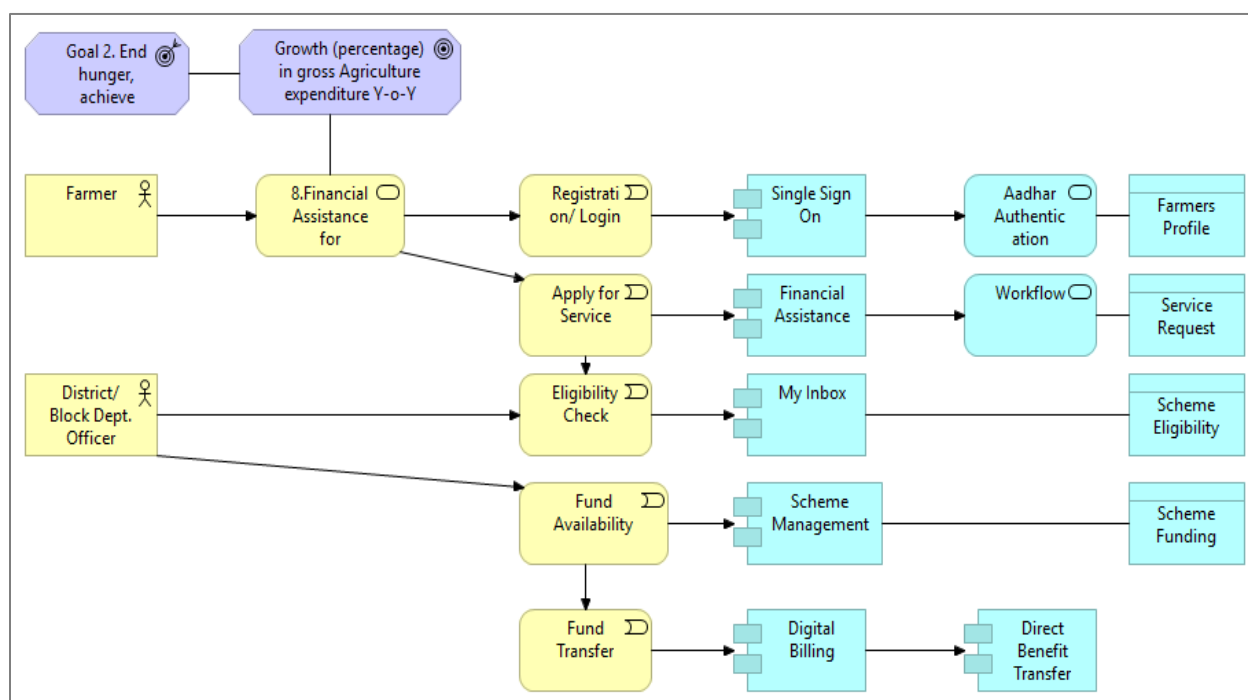 Goal 2. End
hunger,
achieve
Growth (percentage)
in gross Agriculture
expenditure Y-o-Y
Farmer
8.Financial
Assistance
for
Registrati
on/ Login
Single Sign
On
Aadhar
Authentic
ation
Farmers
Profile
Apply for
Service
Financial
Assistance
Workflow
Service
Request
District/
Block Dept.
Officer
Eligibility
Check
My Inbox
Scheme
Eligibility
Fund
Availability
Scheme
Management
Scheme
Funding
Fund
Transfer
Digital
Billing
Direct
Benefit
Transfer